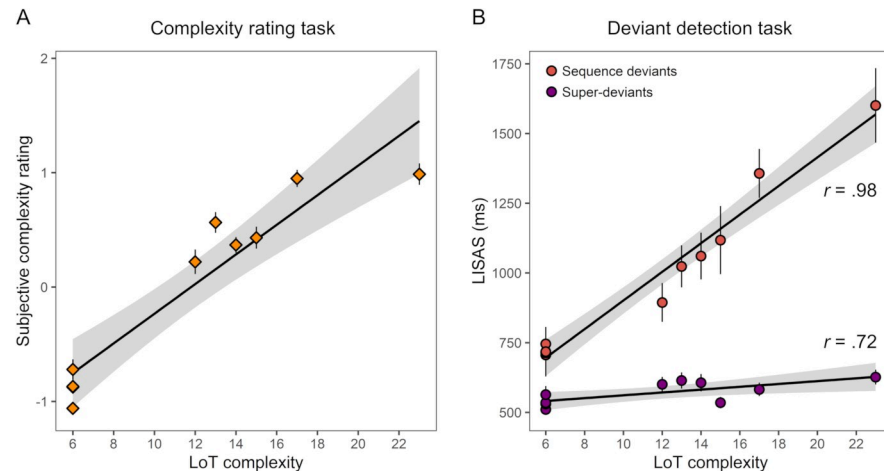 A
Complexity rating task
2
1
0
-1
Subjective complexity rating
6 8 10 12 14 16 18 20 22
LoT complexity
B
Deviant detection task
Sequence deviants
Super-deviants
1750
1500
1250
1000
750
500
LISAS (ms)
r = .98
r = .72
6 8 10 12 14 16 18 20 22
LoT complexity